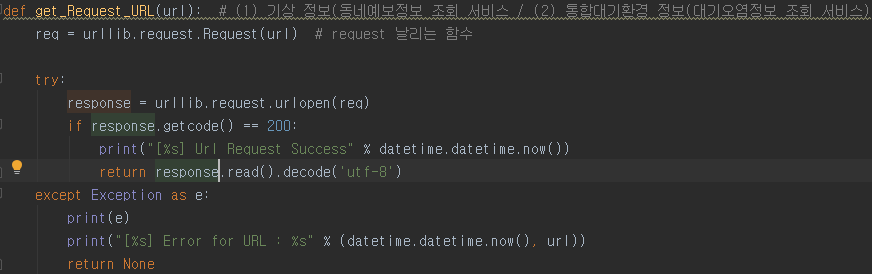 def get_Request_URL(url):  # (1) 기상 정보(동네예보정보 조회 서비스 / (2) 통합대기환경 정보(대기오염정보 조회 서비스)
    req = urllib.request.Request(url)  # request 날리는 함수
    try:
        response = urllib.request.urlopen(req)
        if response.getcode() == 200:
            print("[%s] Url Request Success" % datetime.datetime.now())
            return response.read().decode('utf-8')
    except Exception as e:
        print(e)
        print("[%s] Error for URL : %s" % (datetime.datetime.now(), url))
        return None